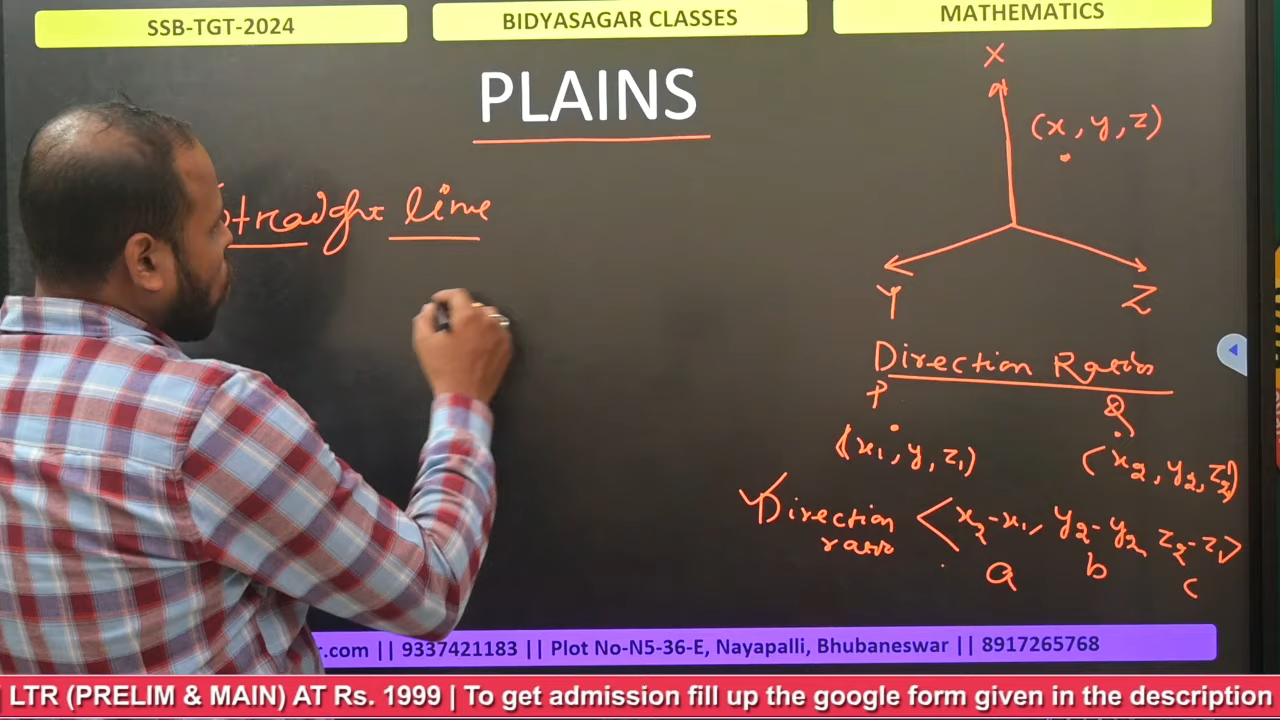 SSB-TGT-2024
BIDYASAGAR CLASSES
MATHEMATICS
PLAINS
Straight line
X
(x, y, z)
Y
Z
Direction Ratios
P
Q
(x₁, y, z₁)
(x₂, y₂, z₂)
Direction ratio <x₂-x₁, y₂-y₂, z₂-z₁>
a b c
.com || 9337421183 || Plot No-N5-36-E, Nayapalli, Bhubaneswar || 8917265768
LTR (PRELIM & MAIN) AT Rs. 1999 | To get admission fill up the google form given in the description